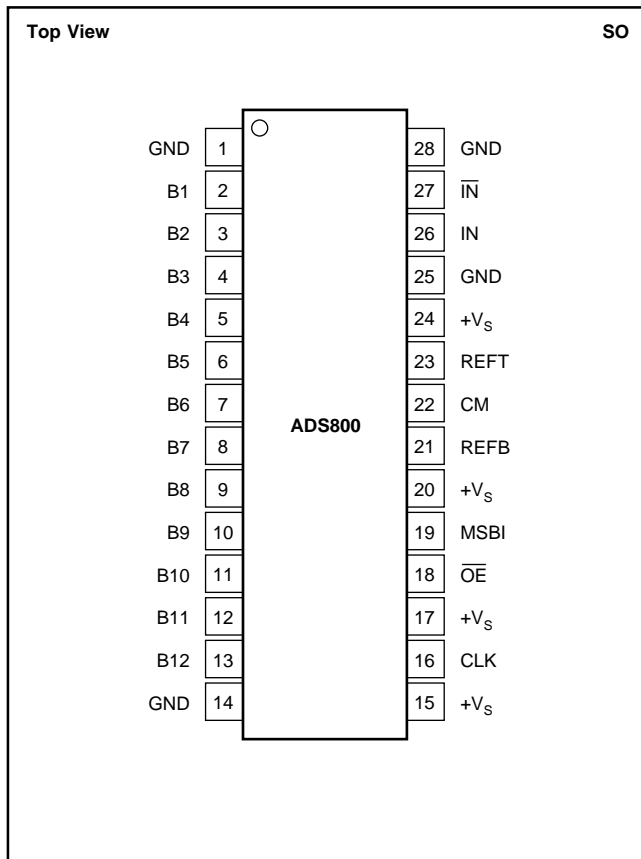 Top View SO
GND 1 28 GND
B1 2 27 I̅N̅
B2 3 26 IN
B3 4 25 GND
B4 5 24 +VS
B5 6 23 REFT
B6 7 22 CM
ADS800
B7 8 21 REFB
B8 9 20 +VS
B9 10 19 MSBI
B10 11 18 O̅E̅
B11 12 17 +VS
B12 13 16 CLK
GND 14 15 +VS